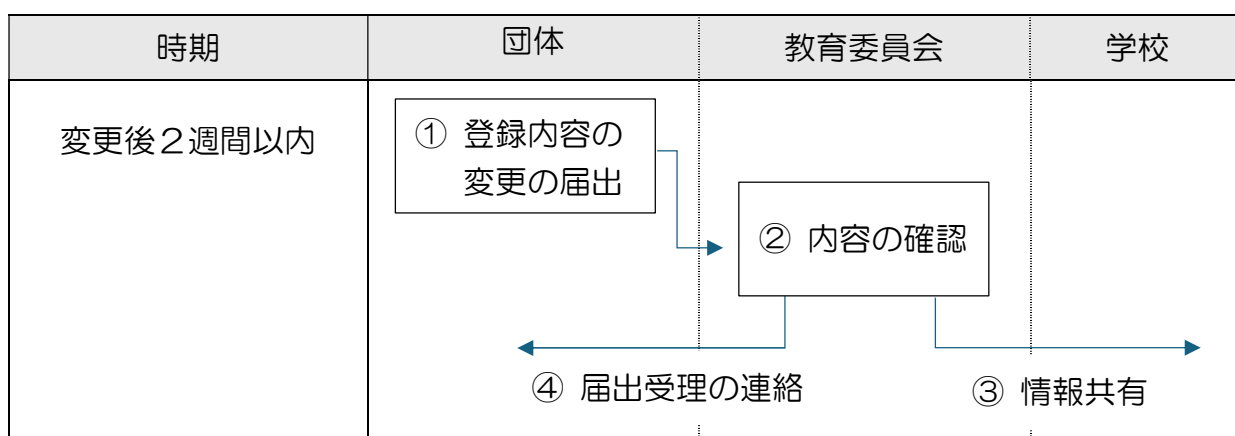 時期
団体
教育委員会
学校
変更後２週間以内
① 登録内容の
変更の届出
② 内容の確認
④ 届出受理の連絡
③ 情報共有